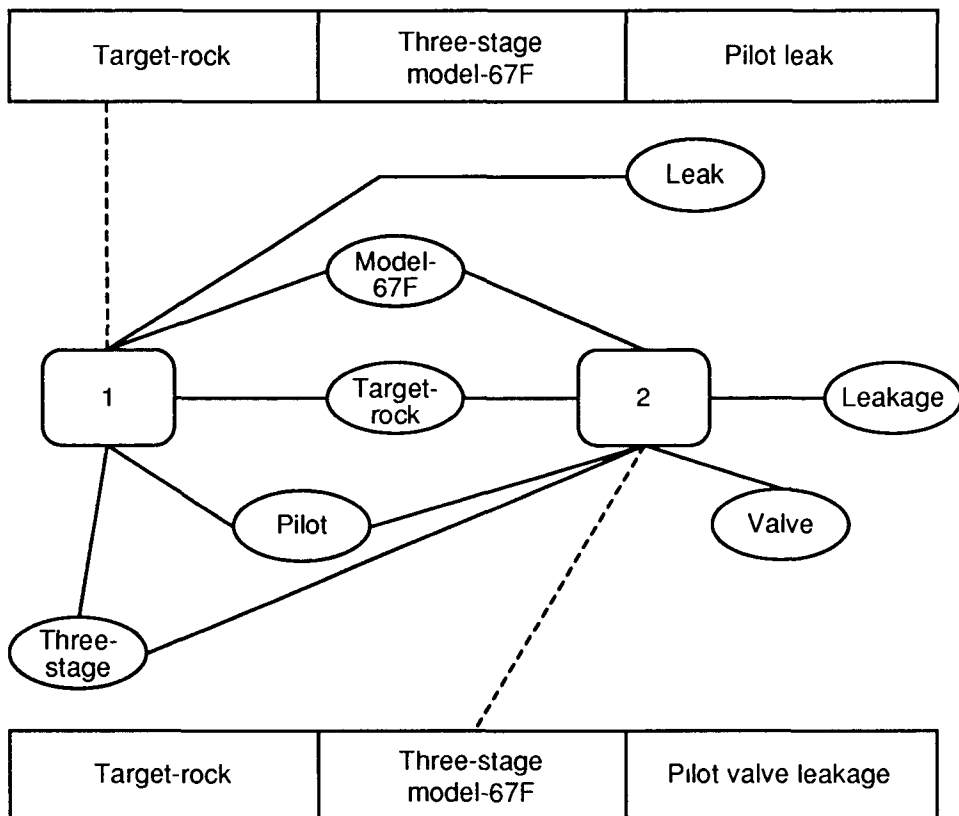 Target-rock
Three-stage
model-67F
Pilot leak
Leak
Model-
67F
1
Target-
rock
2
Leakage
Pilot
Valve
Three-
stage
Target-rock
Three-stage
model-67F
Pilot valve leakage